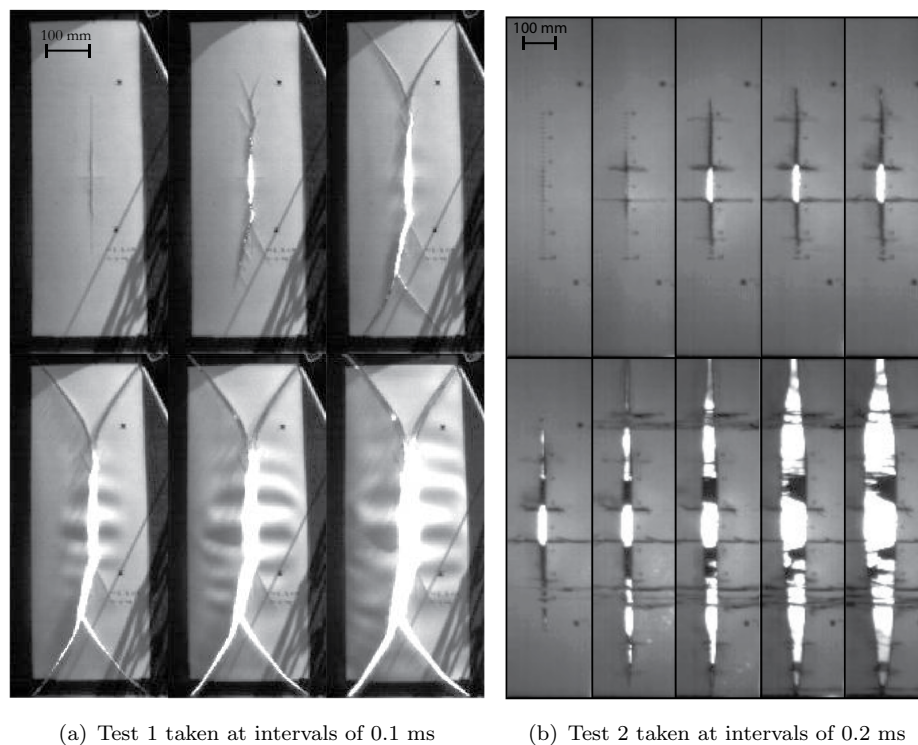 100 mm
100 mm
(a) Test 1 taken at intervals of 0.1 ms
(b) Test 2 taken at intervals of 0.2 ms